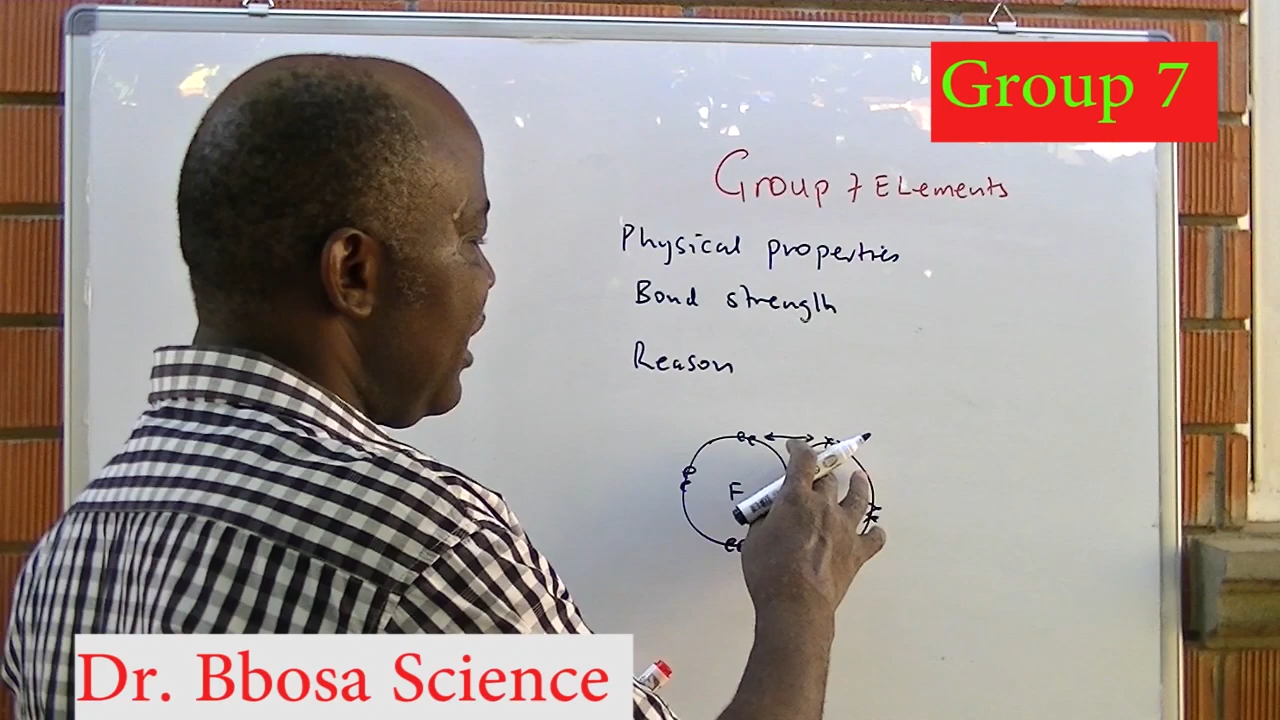 Group 7
Group 7 Elements
Physical properties
Bond strength
Reason
F
Dr. Bbosa Science